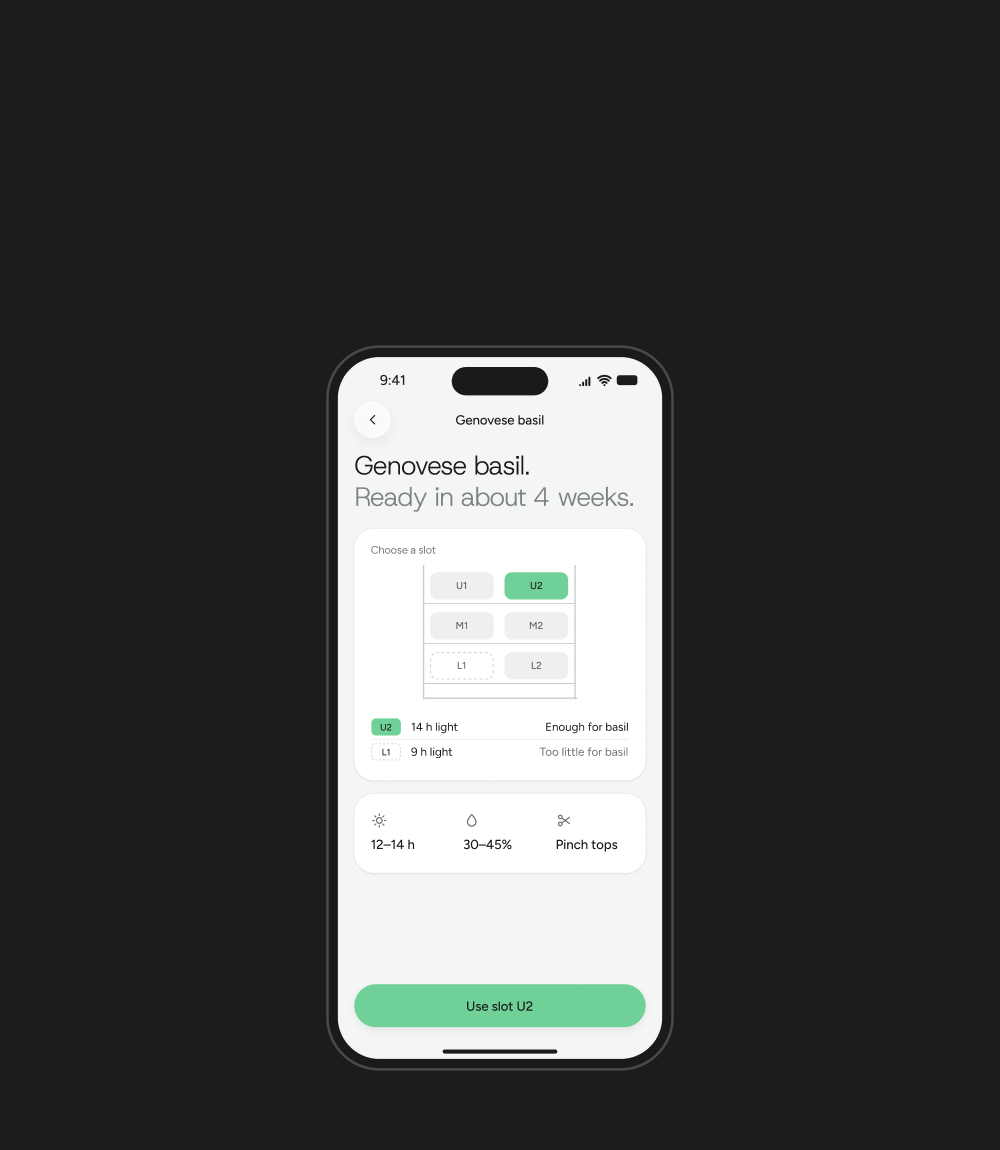 9:41
Genovese basil
Genovese basil.
Ready in about 4 weeks.
Choose a slot
U1 U2
M1 M2
L1 L2
U2 14 h light Enough for basil
L1 9 h light Too little for basil
12–14 h 30–45% Pinch tops
Use slot U2